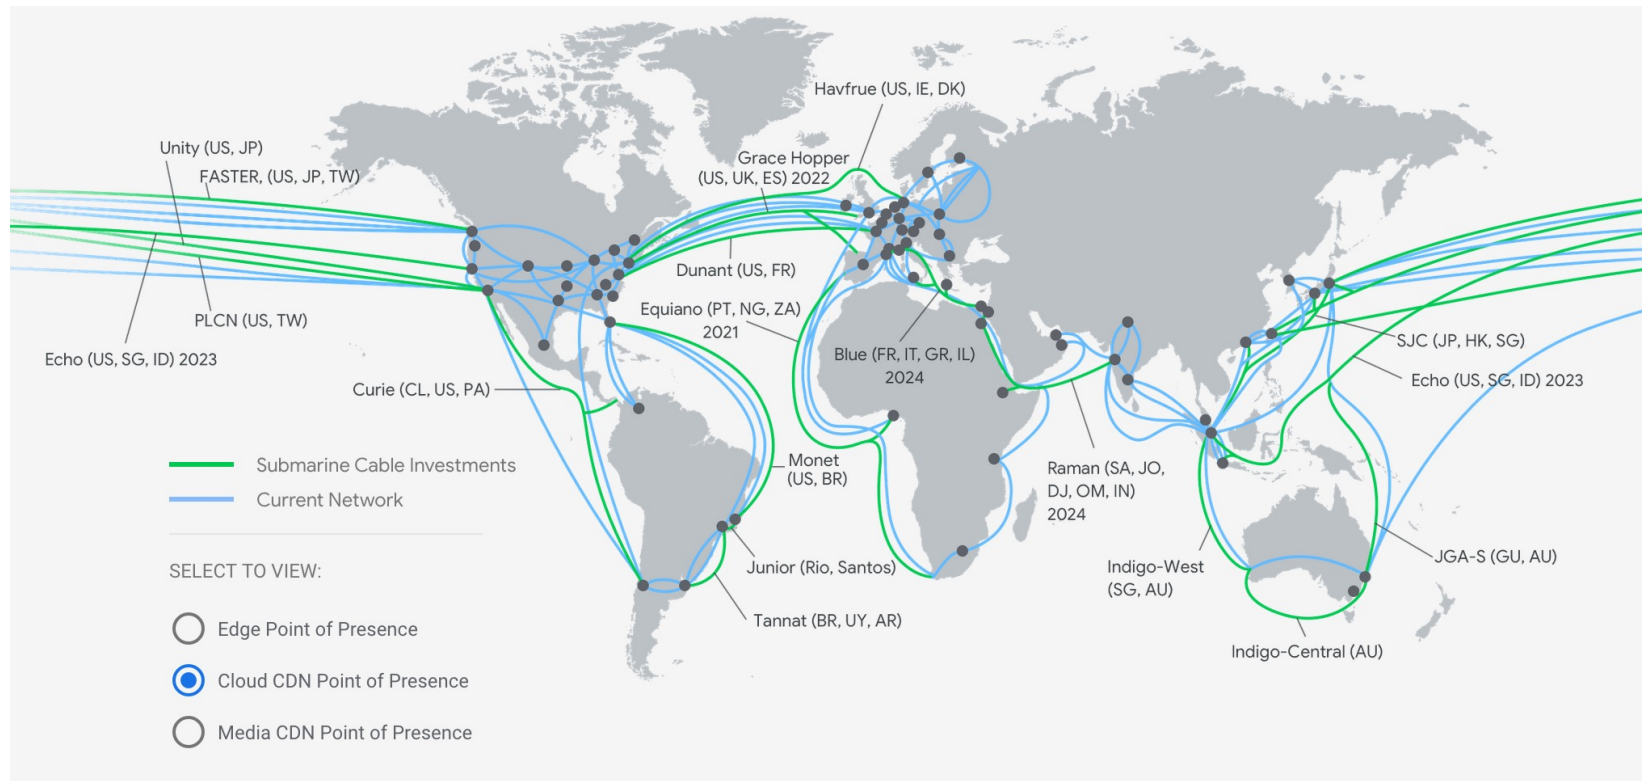 Havfrue (US, IE, DK)
Unity (US, JP)
FASTER, (US, JP, TW)
Grace Hopper
(US, UK, ES) 2022
Dunant (US, FR)
Equiano (PT, NG, ZA)
2021
PLCN (US, TW)
Echo (US, SG, ID) 2023
Blue (FR, IT, GR, IL)
2024
SJC (JP, HK, SG)
Echo (US, SG, ID) 2023
Curie (CL, US, PA)
Monet
(US, BR)
Raman (SA, JO,
DJ, OM, IN)
2024
Submarine Cable Investments
Current Network
Junior (Rio, Santos)
Indigo-West
(SG, AU)
JGA-S (GU, AU)
Tannat (BR, UY, AR)
Indigo-Central (AU)
SELECT TO VIEW:
Edge Point of Presence
Cloud CDN Point of Presence
Media CDN Point of Presence